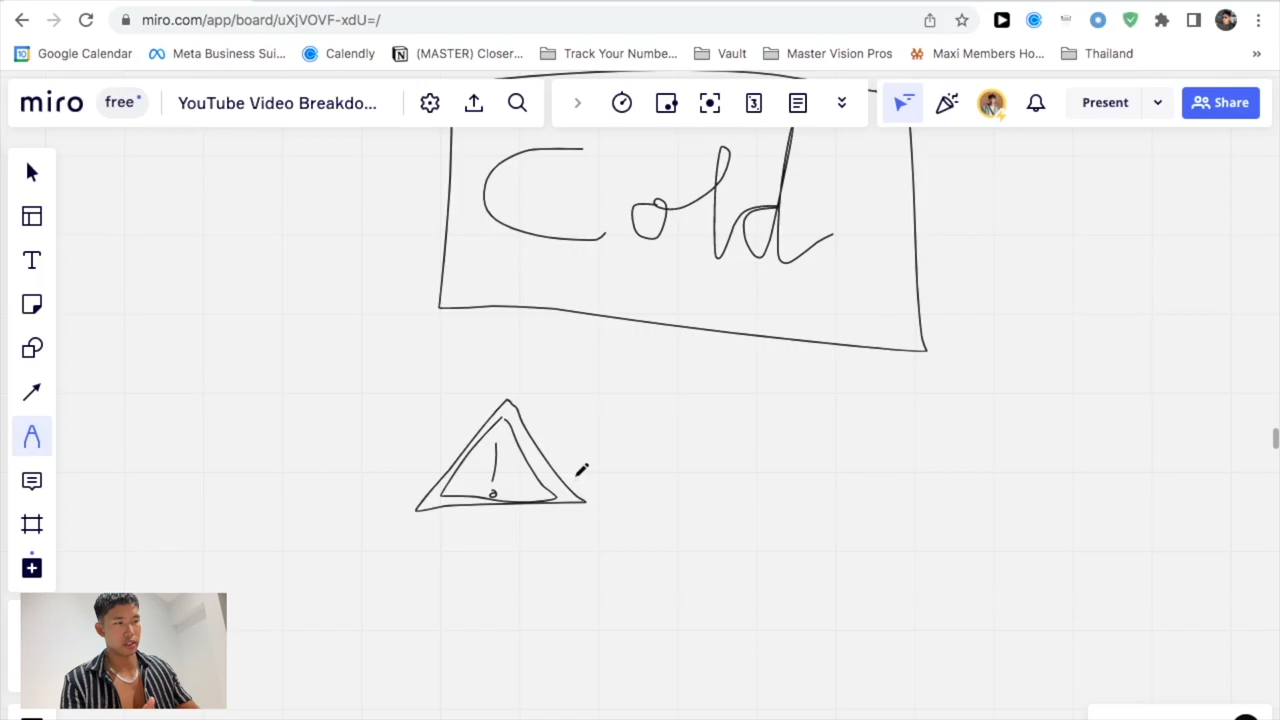 miro.com/app/board/uXjVOVF-xdU=/
Google Calendar
Meta Business Sui...
Calendly
(MASTER) Closer...
Track Your Numbe...
Vault
Master Vision Pros
Maxi Members Ho...
Thailand
»
miro free YouTube Video Breakdo...
3
Present
Share
Cold
!